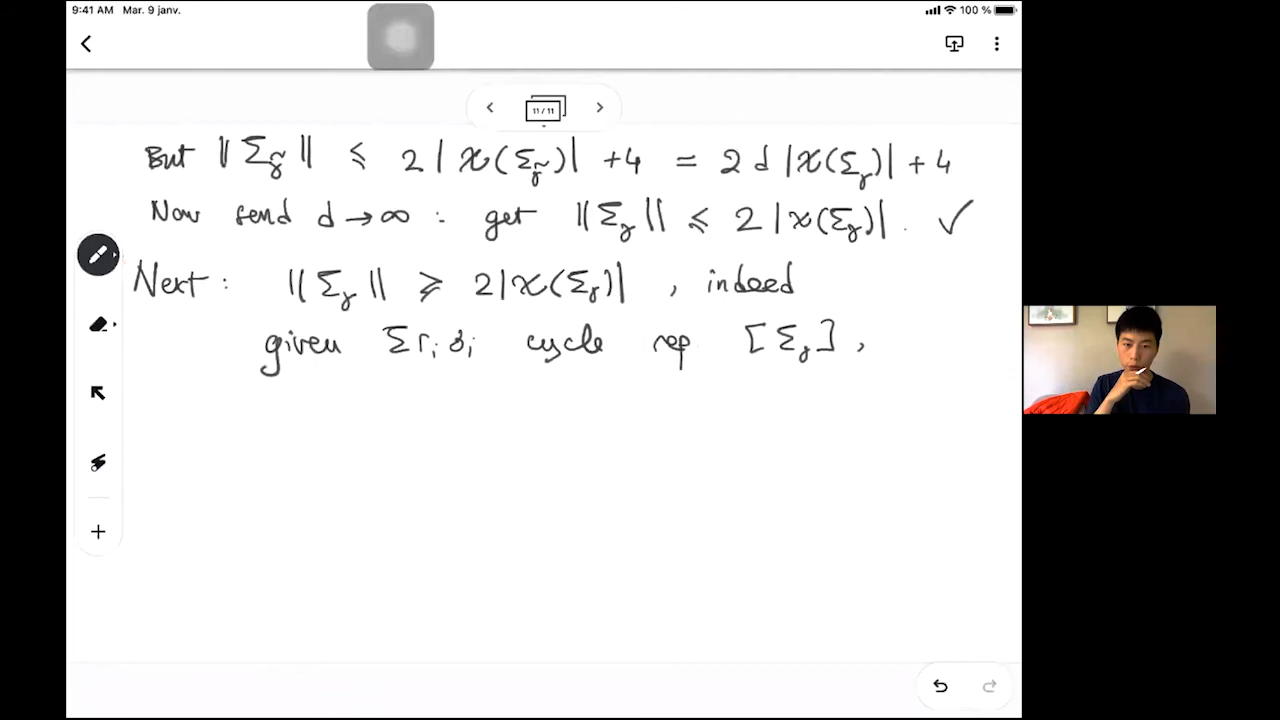 9:41 AM Mar. 9 janv. 100 %
11 / 11
But ‖Σ_g̃‖ ≤ 2|χ(Σ_g̃)| + 4 = 2d|χ(Σ_g)| + 4
Now send d → ∞ : get ‖Σ_g‖ ≤ 2|χ(Σ_g)|. ✓
Next : ‖Σ_g‖ ≥ 2|χ(Σ_g)| , indeed
given Σ r_i σ_i cycle rep [Σ_g] ,